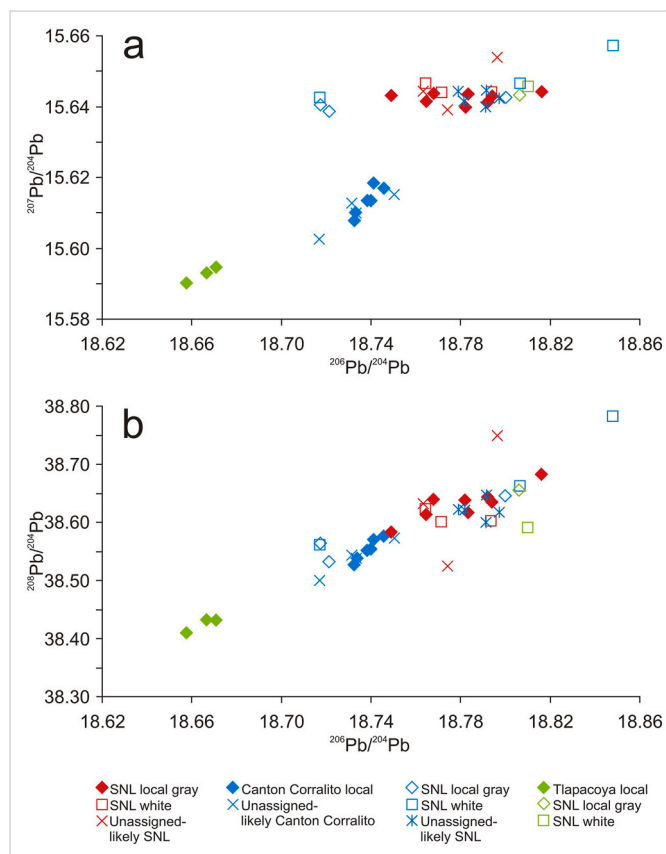 a
15.66
15.64
15.62
15.60
15.58
²⁰⁷Pb/²⁰⁴Pb
18.62 18.66 18.70 18.74 18.78 18.82 18.86
²⁰⁶Pb/²⁰⁴Pb
b
38.80
38.70
38.60
38.50
38.40
38.30
²⁰⁸Pb/²⁰⁴Pb
18.62 18.66 18.70 18.74 18.78 18.82 18.86
²⁰⁶Pb/²⁰⁴Pb
SNL local gray
SNL white
Unassigned-
likely SNL
Canton Corralito local
Unassigned-
likely Canton Corralito
SNL local gray
SNL white
Unassigned-
likely SNL
Tlapacoya local
SNL local gray
SNL white